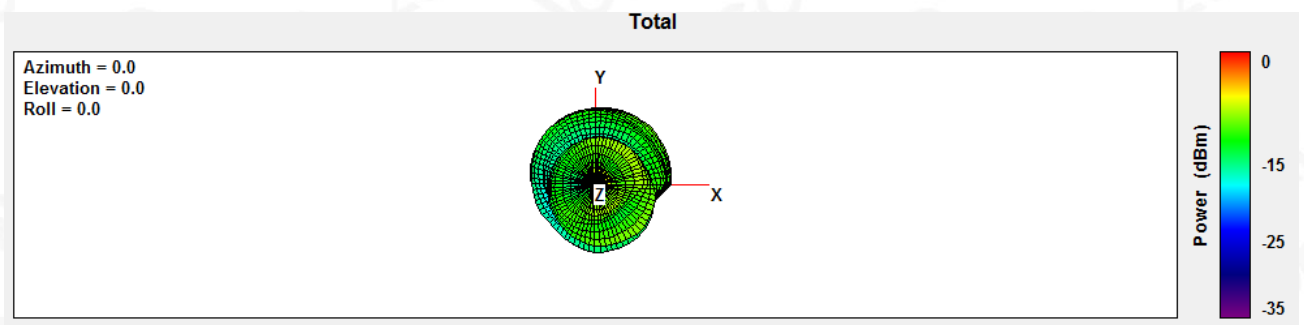 Total
Azimuth = 0.0
Elevation = 0.0
Roll = 0.0
Y
X
Z
0
-15
-25
-35
Power (dBm)